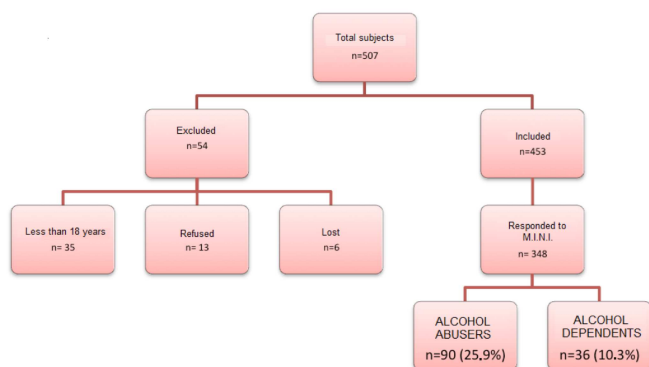 Total subjects
n=507
Excluded
n=54
Included
n=453
Less than 18 years
n= 35
Refused
n= 13
Lost
n=6
Responded to
M.I.N.I.
n= 348
ALCOHOL
ABUSERS
n=90 (25.9%)
ALCOHOL
DEPENDENTS
n=36 (10.3%)